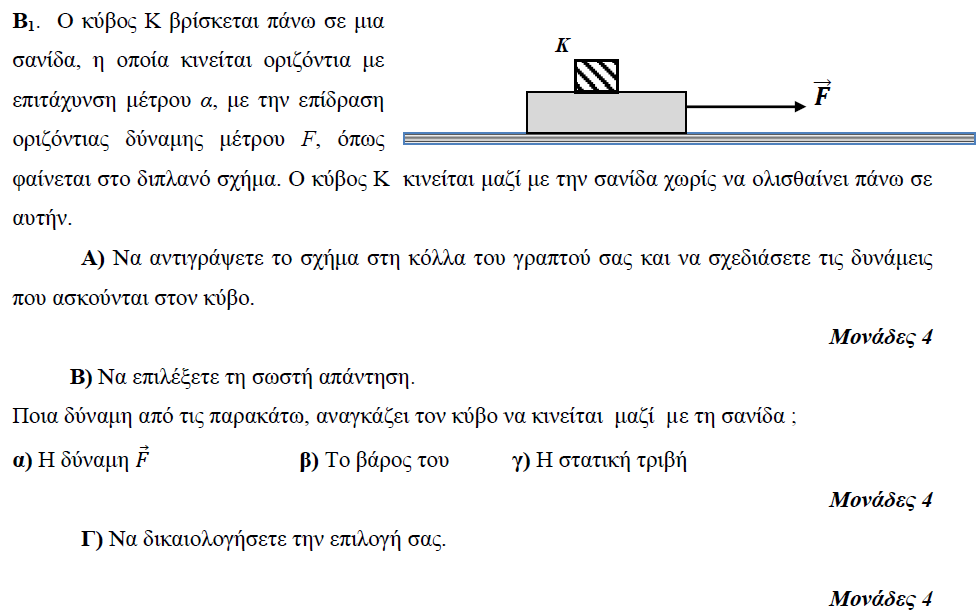 Β₁. Ο κύβος Κ βρίσκεται πάνω σε μια
σανίδα, η οποία κινείται οριζόντια με
επιτάχυνση μέτρου α, με την επίδραση
οριζόντιας δύναμης μέτρου F, όπως
K
F⃗
φαίνεται στο διπλανό σχήμα. Ο κύβος Κ κινείται μαζί με την σανίδα χωρίς να ολισθαίνει πάνω σε
αυτήν.
Α) Να αντιγράψετε το σχήμα στη κόλλα του γραπτού σας και να σχεδιάσετε τις δυνάμεις
που ασκούνται στον κύβο.
Μονάδες 4
Β) Να επιλέξετε τη σωστή απάντηση.
Ποια δύναμη από τις παρακάτω, αναγκάζει τον κύβο να κινείται μαζί με τη σανίδα ;
α) Η δύναμη F⃗ β) Το βάρος του γ) Η στατική τριβή
Μονάδες 4
Γ) Να δικαιολογήσετε την επιλογή σας.
Μονάδες 4